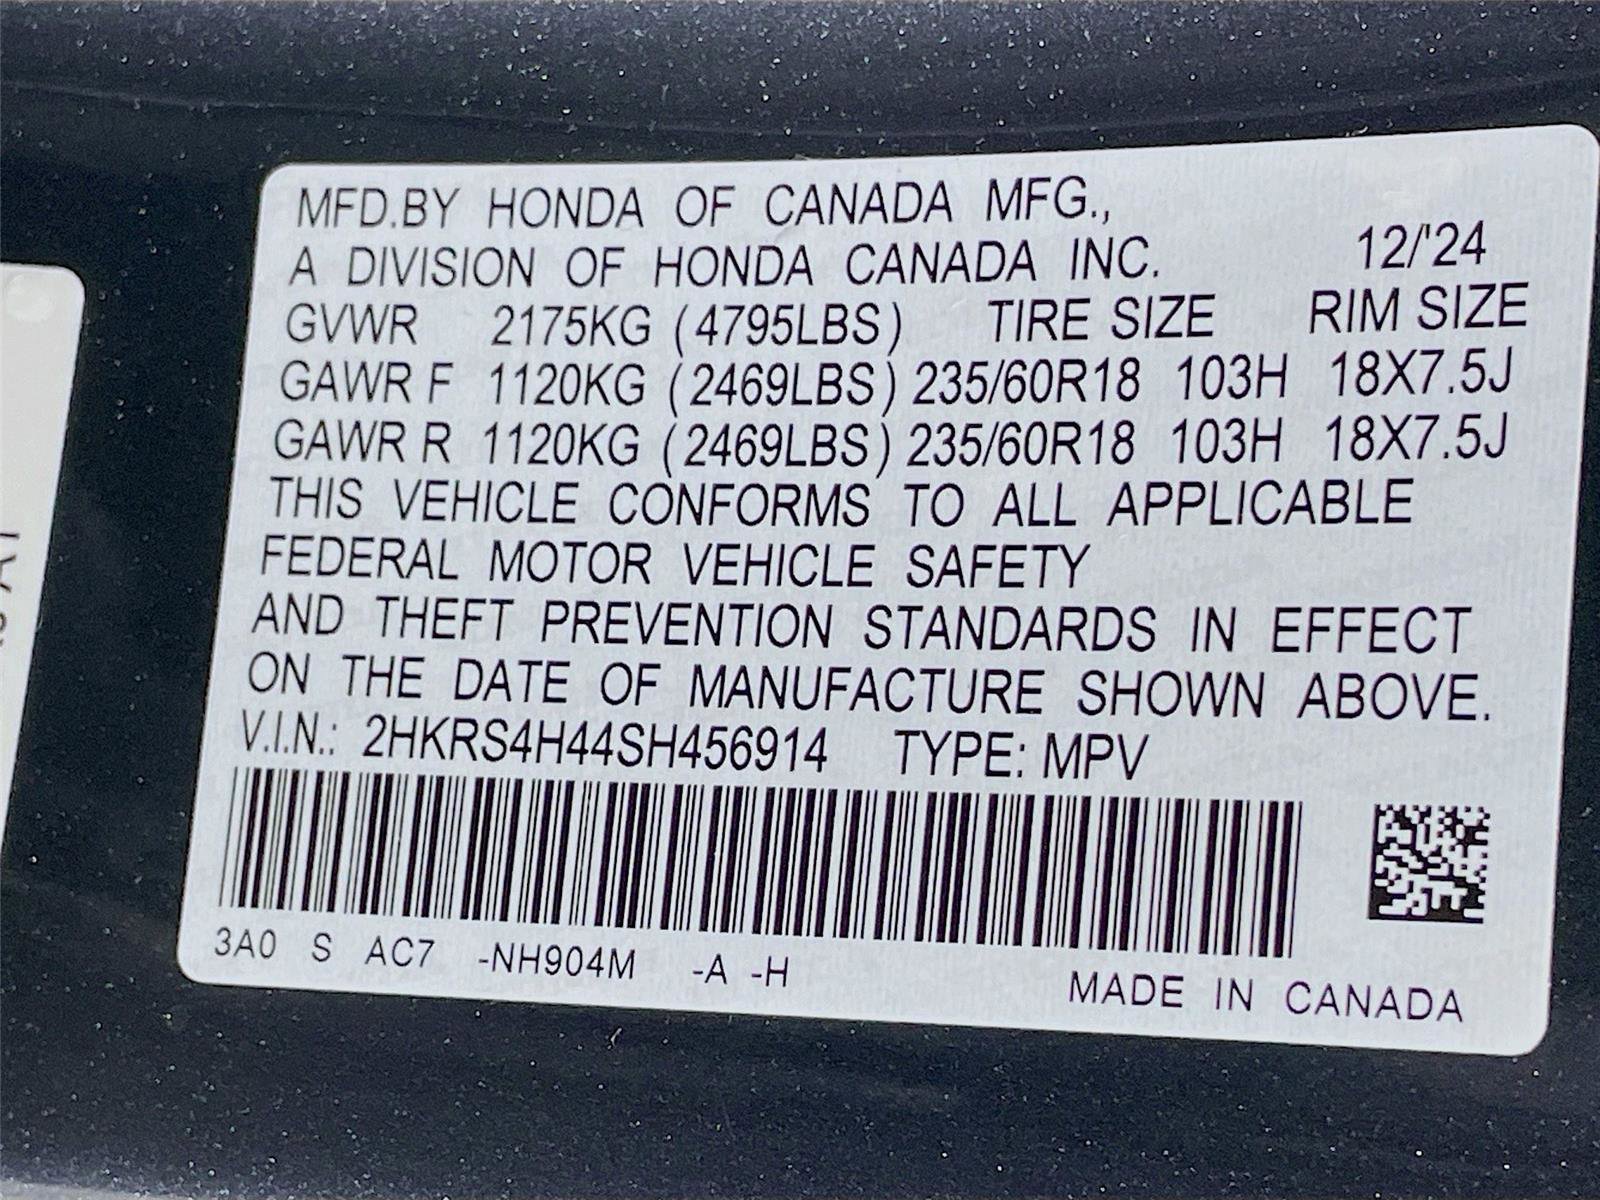 MFD.BY HONDA OF CANADA MFG.,
A DIVISION OF HONDA CANADA INC. 12/'24
GVWR 2175KG (4795LBS) TIRE SIZE RIM SIZE
GAWR F 1120KG (2469LBS) 235/60R18 103H 18X7.5J
GAWR R 1120KG (2469LBS) 235/60R18 103H 18X7.5J
THIS VEHICLE CONFORMS TO ALL APPLICABLE
FEDERAL MOTOR VEHICLE SAFETY
AND THEFT PREVENTION STANDARDS IN EFFECT
ON THE DATE OF MANUFACTURE SHOWN ABOVE.
V.I.N.: 2HKRS4H44SH456914 TYPE: MPV
3A0 S AC7 -NH904M -A -H
MADE IN CANADA